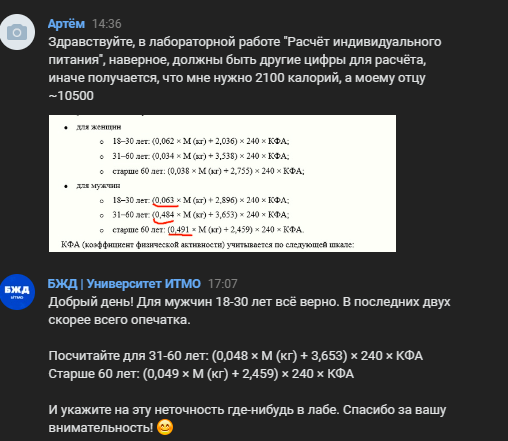 Артём 14:36
Здравствуйте, в лабораторной работе "Расчёт индивидуального
питания", наверное, должны быть другие цифры для расчёта,
иначе получается, что мне нужно 2100 калорий, а моему отцу
~10500
• для женщин
○ 18–30 лет: (0,062 × М (кг) + 2,036) × 240 × КФА;
○ 31–60 лет: (0,034 × М (кг) + 3,538) × 240 × КФА;
○ старше 60 лет: (0,038 × М (кг) + 2,755) × 240 × КФА;
• для мужчин
○ 18–30 лет: (0,063 × М (кг) + 2,896) × 240 × КФА;
○ 31–60 лет: (0,484 × М (кг) + 3,653) × 240 × КФА;
○ старше 60 лет: (0,491 × М (кг) + 2,459) × 240 × КФА.
КФА (коэффициент физической активности) учитывается по следующей шкале:
БЖД
ИТМО
БЖД | Университет ИТМО 17:07
Добрый день! Для мужчин 18-30 лет всё верно. В последних двух
скорее всего опечатка.
Посчитайте для 31-60 лет: (0,048 × М (кг) + 3,653) × 240 × КФА
Старше 60 лет: (0,049 × М (кг) + 2,459) × 240 × КФА
И укажите на эту неточность где-нибудь в лабе. Спасибо за вашу
внимательность! 😊